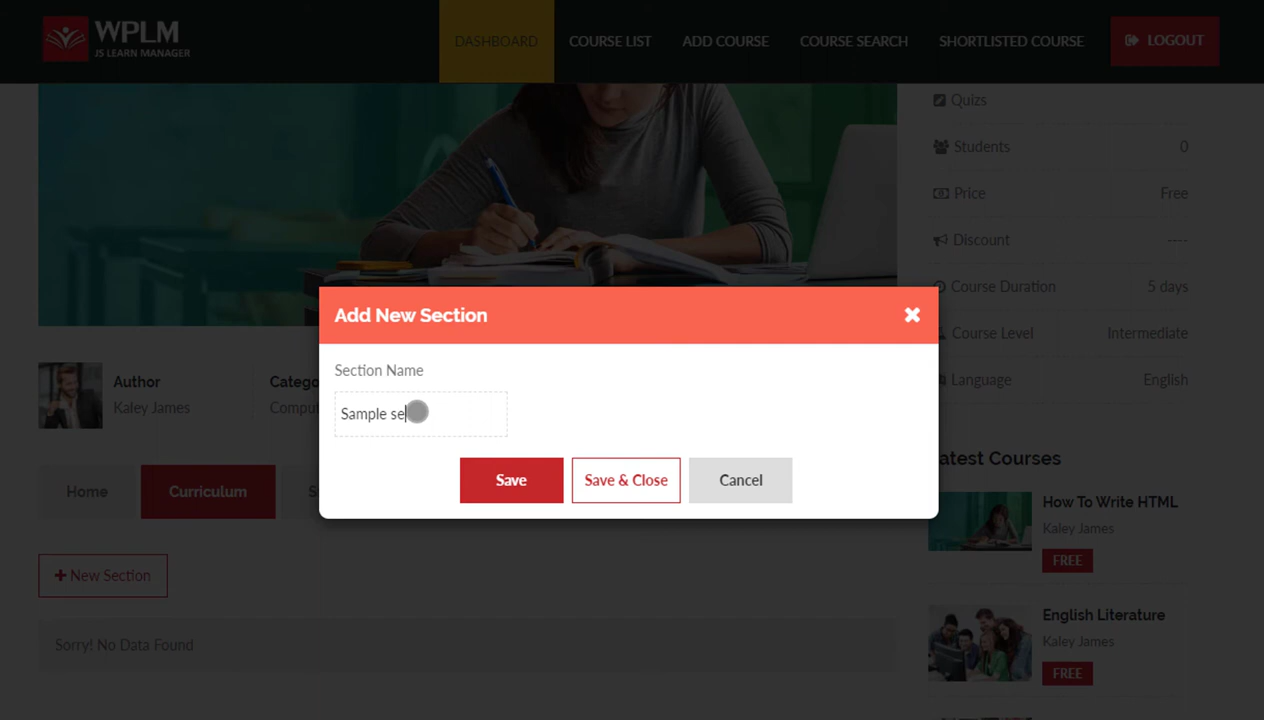 WPLM
JS LEARN MANAGER
DASHBOARD
COURSE LIST
ADD COURSE
COURSE SEARCH
SHORTLISTED COURSE
LOGOUT
Quizs
Students 0
Price Free
Discount ----
Course Duration 5 days
Course Level Intermediate
Language English
Add New Section
Section Name
Sample se
Save
Save & Close
Cancel
Author
Kaley James
Home
Curriculum
New Section
Sorry! No Data Found
Courses
How To Write HTML
Kaley James
FREE
English Literature
Kaley James
FREE